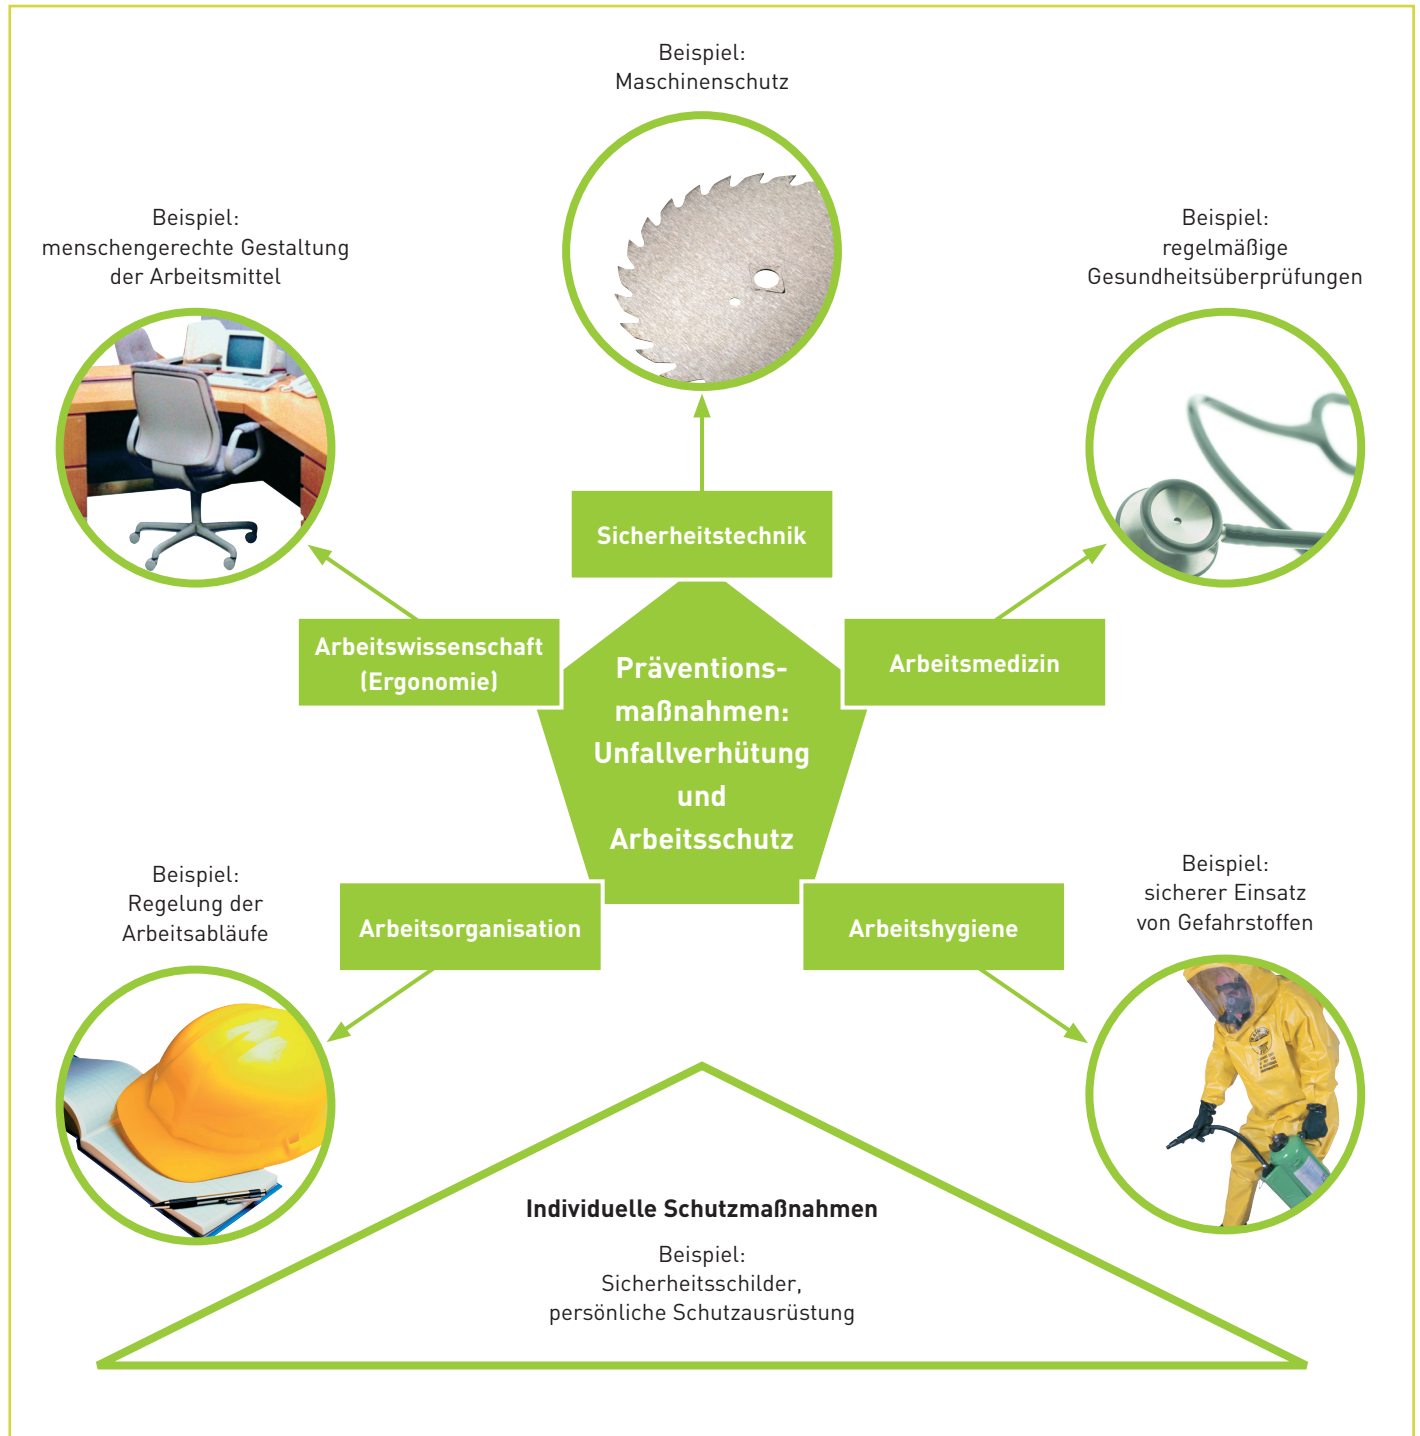 Beispiel:
Maschinenschutz
Beispiel:
menschengerechte Gestaltung
der Arbeitsmittel
Beispiel:
regelmäßige
Gesundheitsüberprüfungen
Sicherheitstechnik
Arbeitswissenschaft
(Ergonomie)
Arbeitsmedizin
Präventions-
maßnahmen:
Unfallverhütung
und
Arbeitsschutz
Beispiel:
Regelung der
Arbeitsabläufe
Arbeitsorganisation
Arbeitshygiene
Beispiel:
sicherer Einsatz
von Gefahrstoffen
Individuelle Schutzmaßnahmen
Beispiel:
Sicherheitsschilder,
persönliche Schutzausrüstung